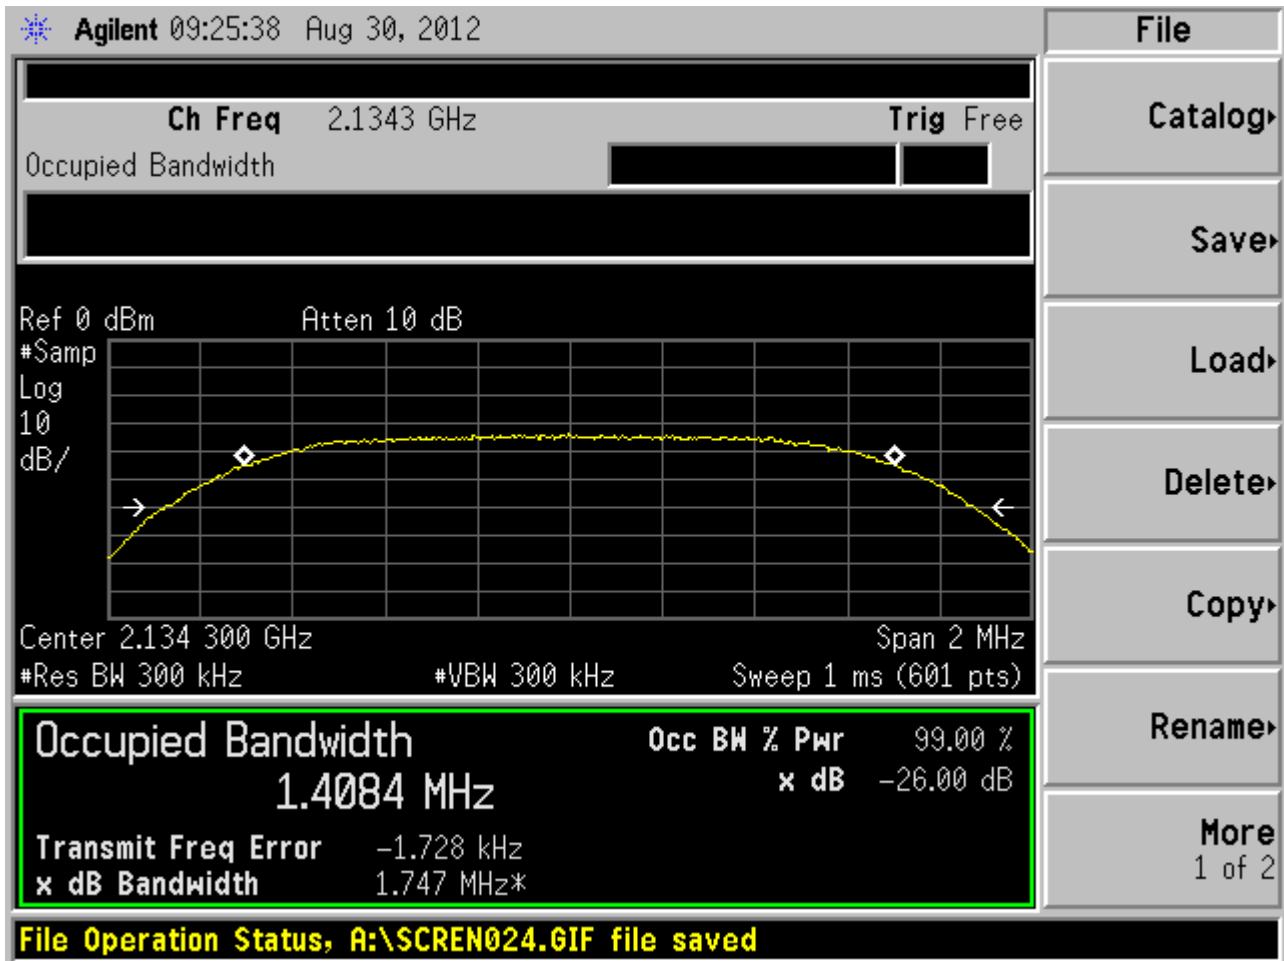 Agilent 09:25:38 Aug 30, 2012
File
Ch Freq 2.1343 GHz
Trig Free
Occupied Bandwidth
Catalog
Save
Load
Delete
Copy
Rename
More
1 of 2
Ref 0 dBm
Atten 10 dB
#Samp
Log
10
dB/
Center 2.134 300 GHz
Span 2 MHz
#Res BW 300 kHz
#VBW 300 kHz
Sweep 1 ms (601 pts)
Occupied Bandwidth
1.4084 MHz
Occ BW % Pwr 99.00 %
x dB -26.00 dB
Transmit Freq Error -1.728 kHz
x dB Bandwidth 1.747 MHz*
File Operation Status, A:\SCREN024.GIF file saved